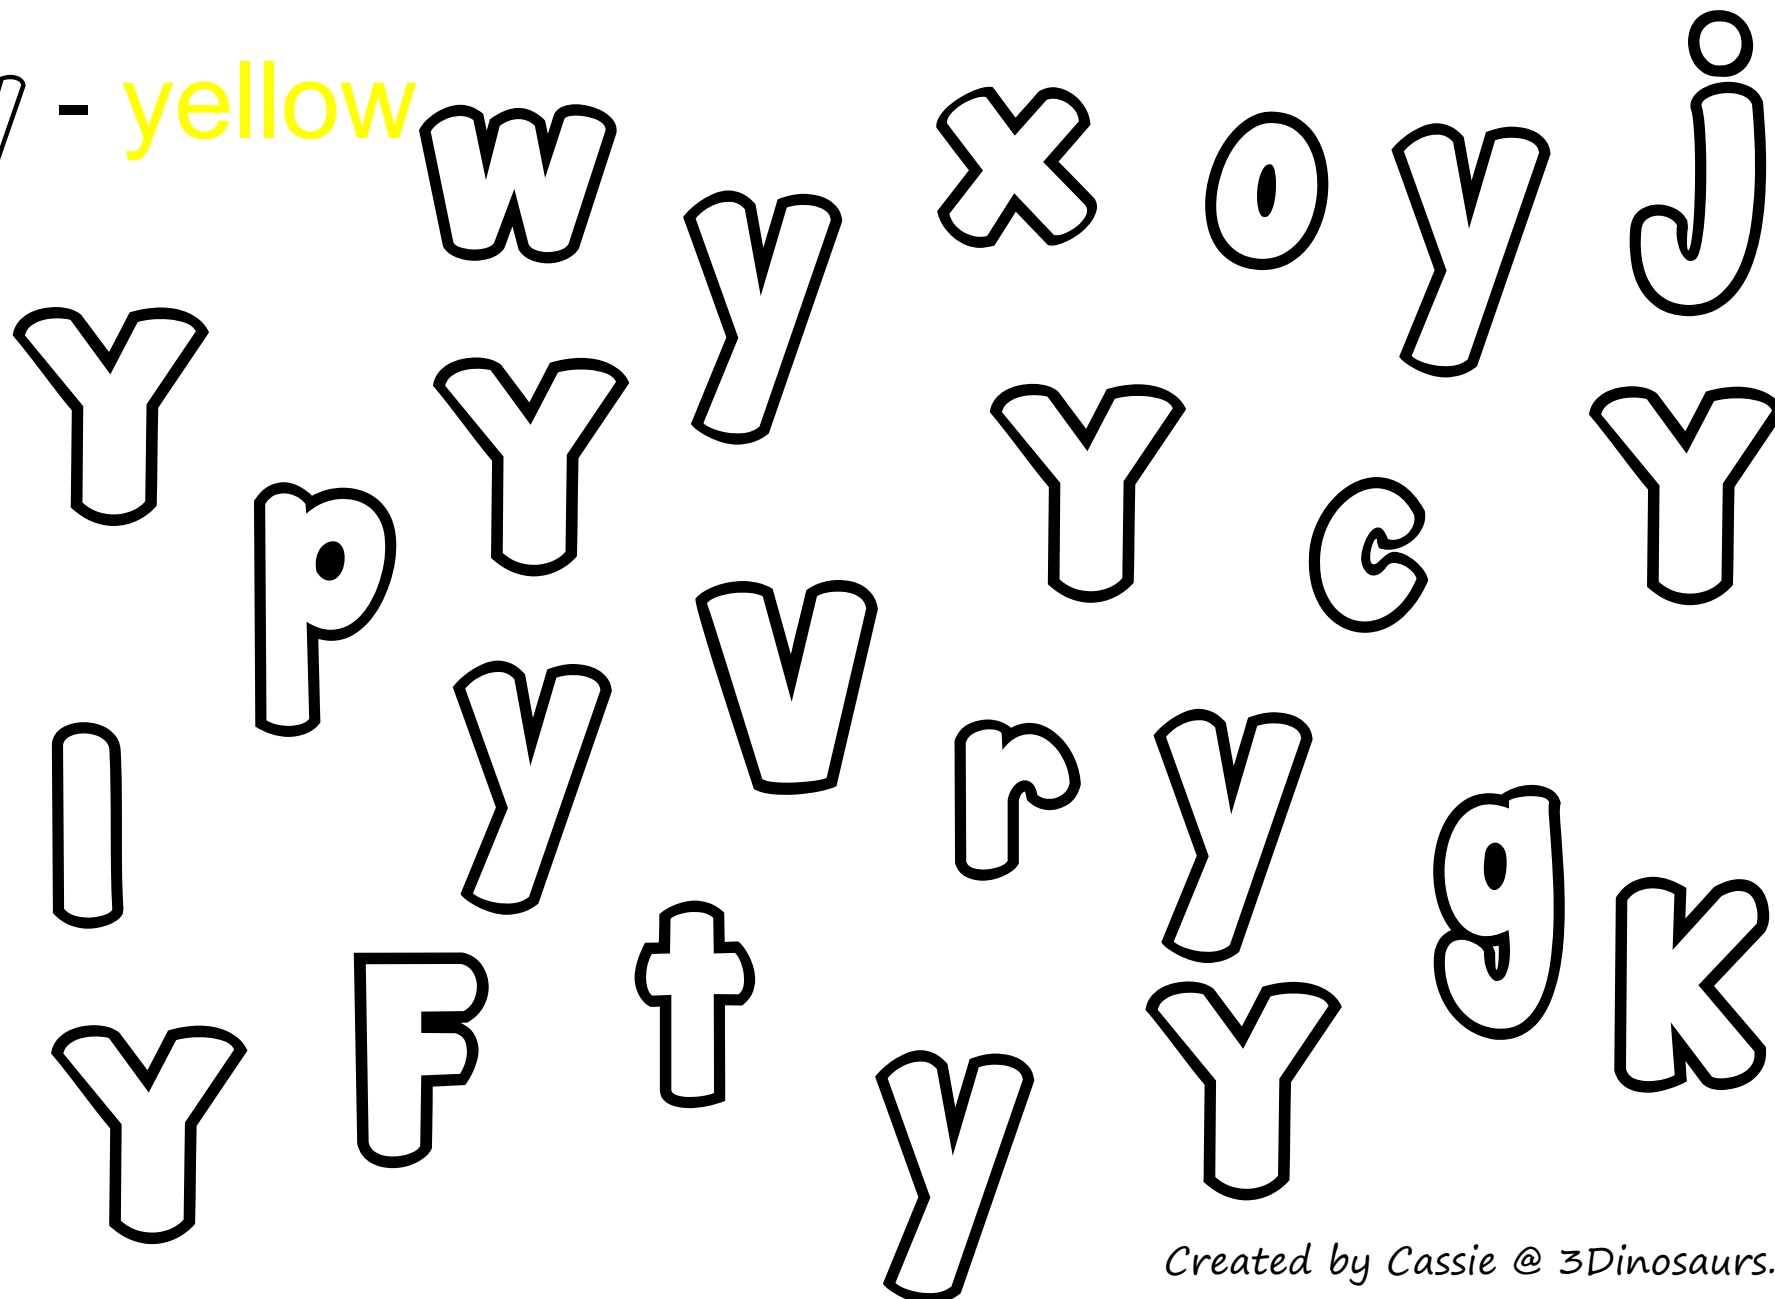 y - yellow
w y x o y j
Y Y Y c Y
p
l y V r y g K
Y F t y Y
Created by Cassie @ 3Dinosaurs.